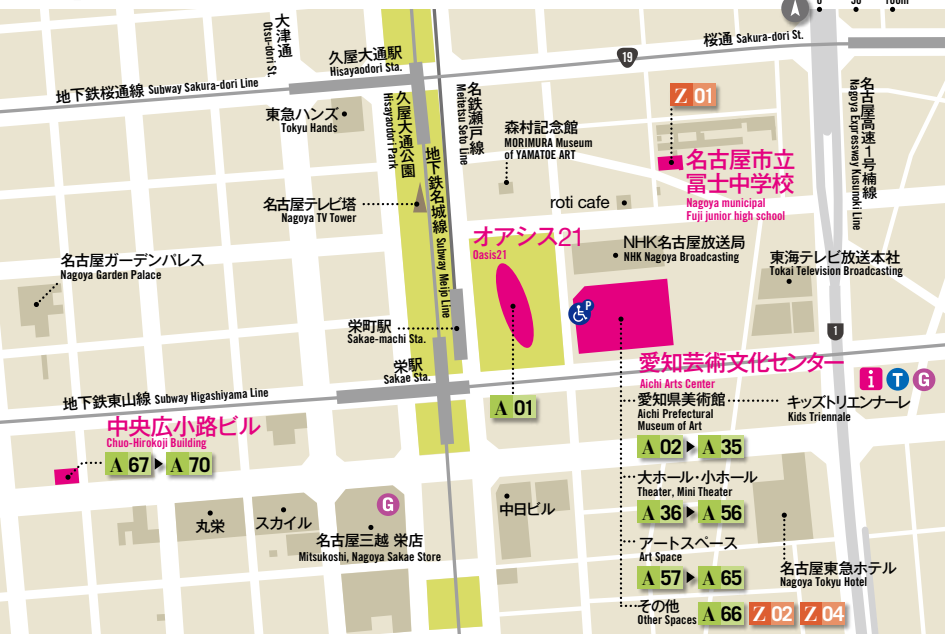 大津通
Otsu-dori St.
久屋大通駅
Hisayaodori Sta.
桜通 Sakura-dori St.
19
地下鉄桜通線 Subway Sakura-dori Line
東急ハンズ
Tokyu Hands
久屋大通公園
Hisayaodori Park
名鉄瀬戸線
Meitetsu Seto Line
地下鉄名城線
Subway Meijo Line
名古屋高速1号楠線
Nagoya Expressway Kusunoki Line
Z 01
森村記念館
MORIMURA Museum
of YAMATOE ART
名古屋市立
冨士中学校
Nagoya municipal
Fuji junior high school
名古屋テレビ塔
Nagoya TV Tower
roti cafe
オアシス21
Oasis21
NHK名古屋放送局
NHK Nagoya Broadcasting
東海テレビ放送本社
Tokai Television Broadcasting
名古屋ガーデンパレス
Nagoya Garden Palace
P
栄町駅
Sakae-machi Sta.
1
栄駅
Sakae Sta.
愛知芸術文化センター
Aichi Arts Center
i T G
地下鉄東山線 Subway Higashiyama Line
A 01
愛知県美術館
Aichi Prefectural
Museum of Art
キッズトリエンナーレ
Kids Triennale
A 02 A 35
中央広小路ビル
Chuo-Hirokoji Building
A 67 A 70
大ホール・小ホール
Theater, Mini Theater
A 36 A 56
G
丸栄
スカイル
中日ビル
名古屋三越 栄店
Mitsukoshi, Nagoya Sakae Store
アートスペース
Art Space
A 57 A 65
名古屋東急ホテル
Nagoya Tokyu Hotel
その他
Other Spaces
A 66 Z 02 Z 04